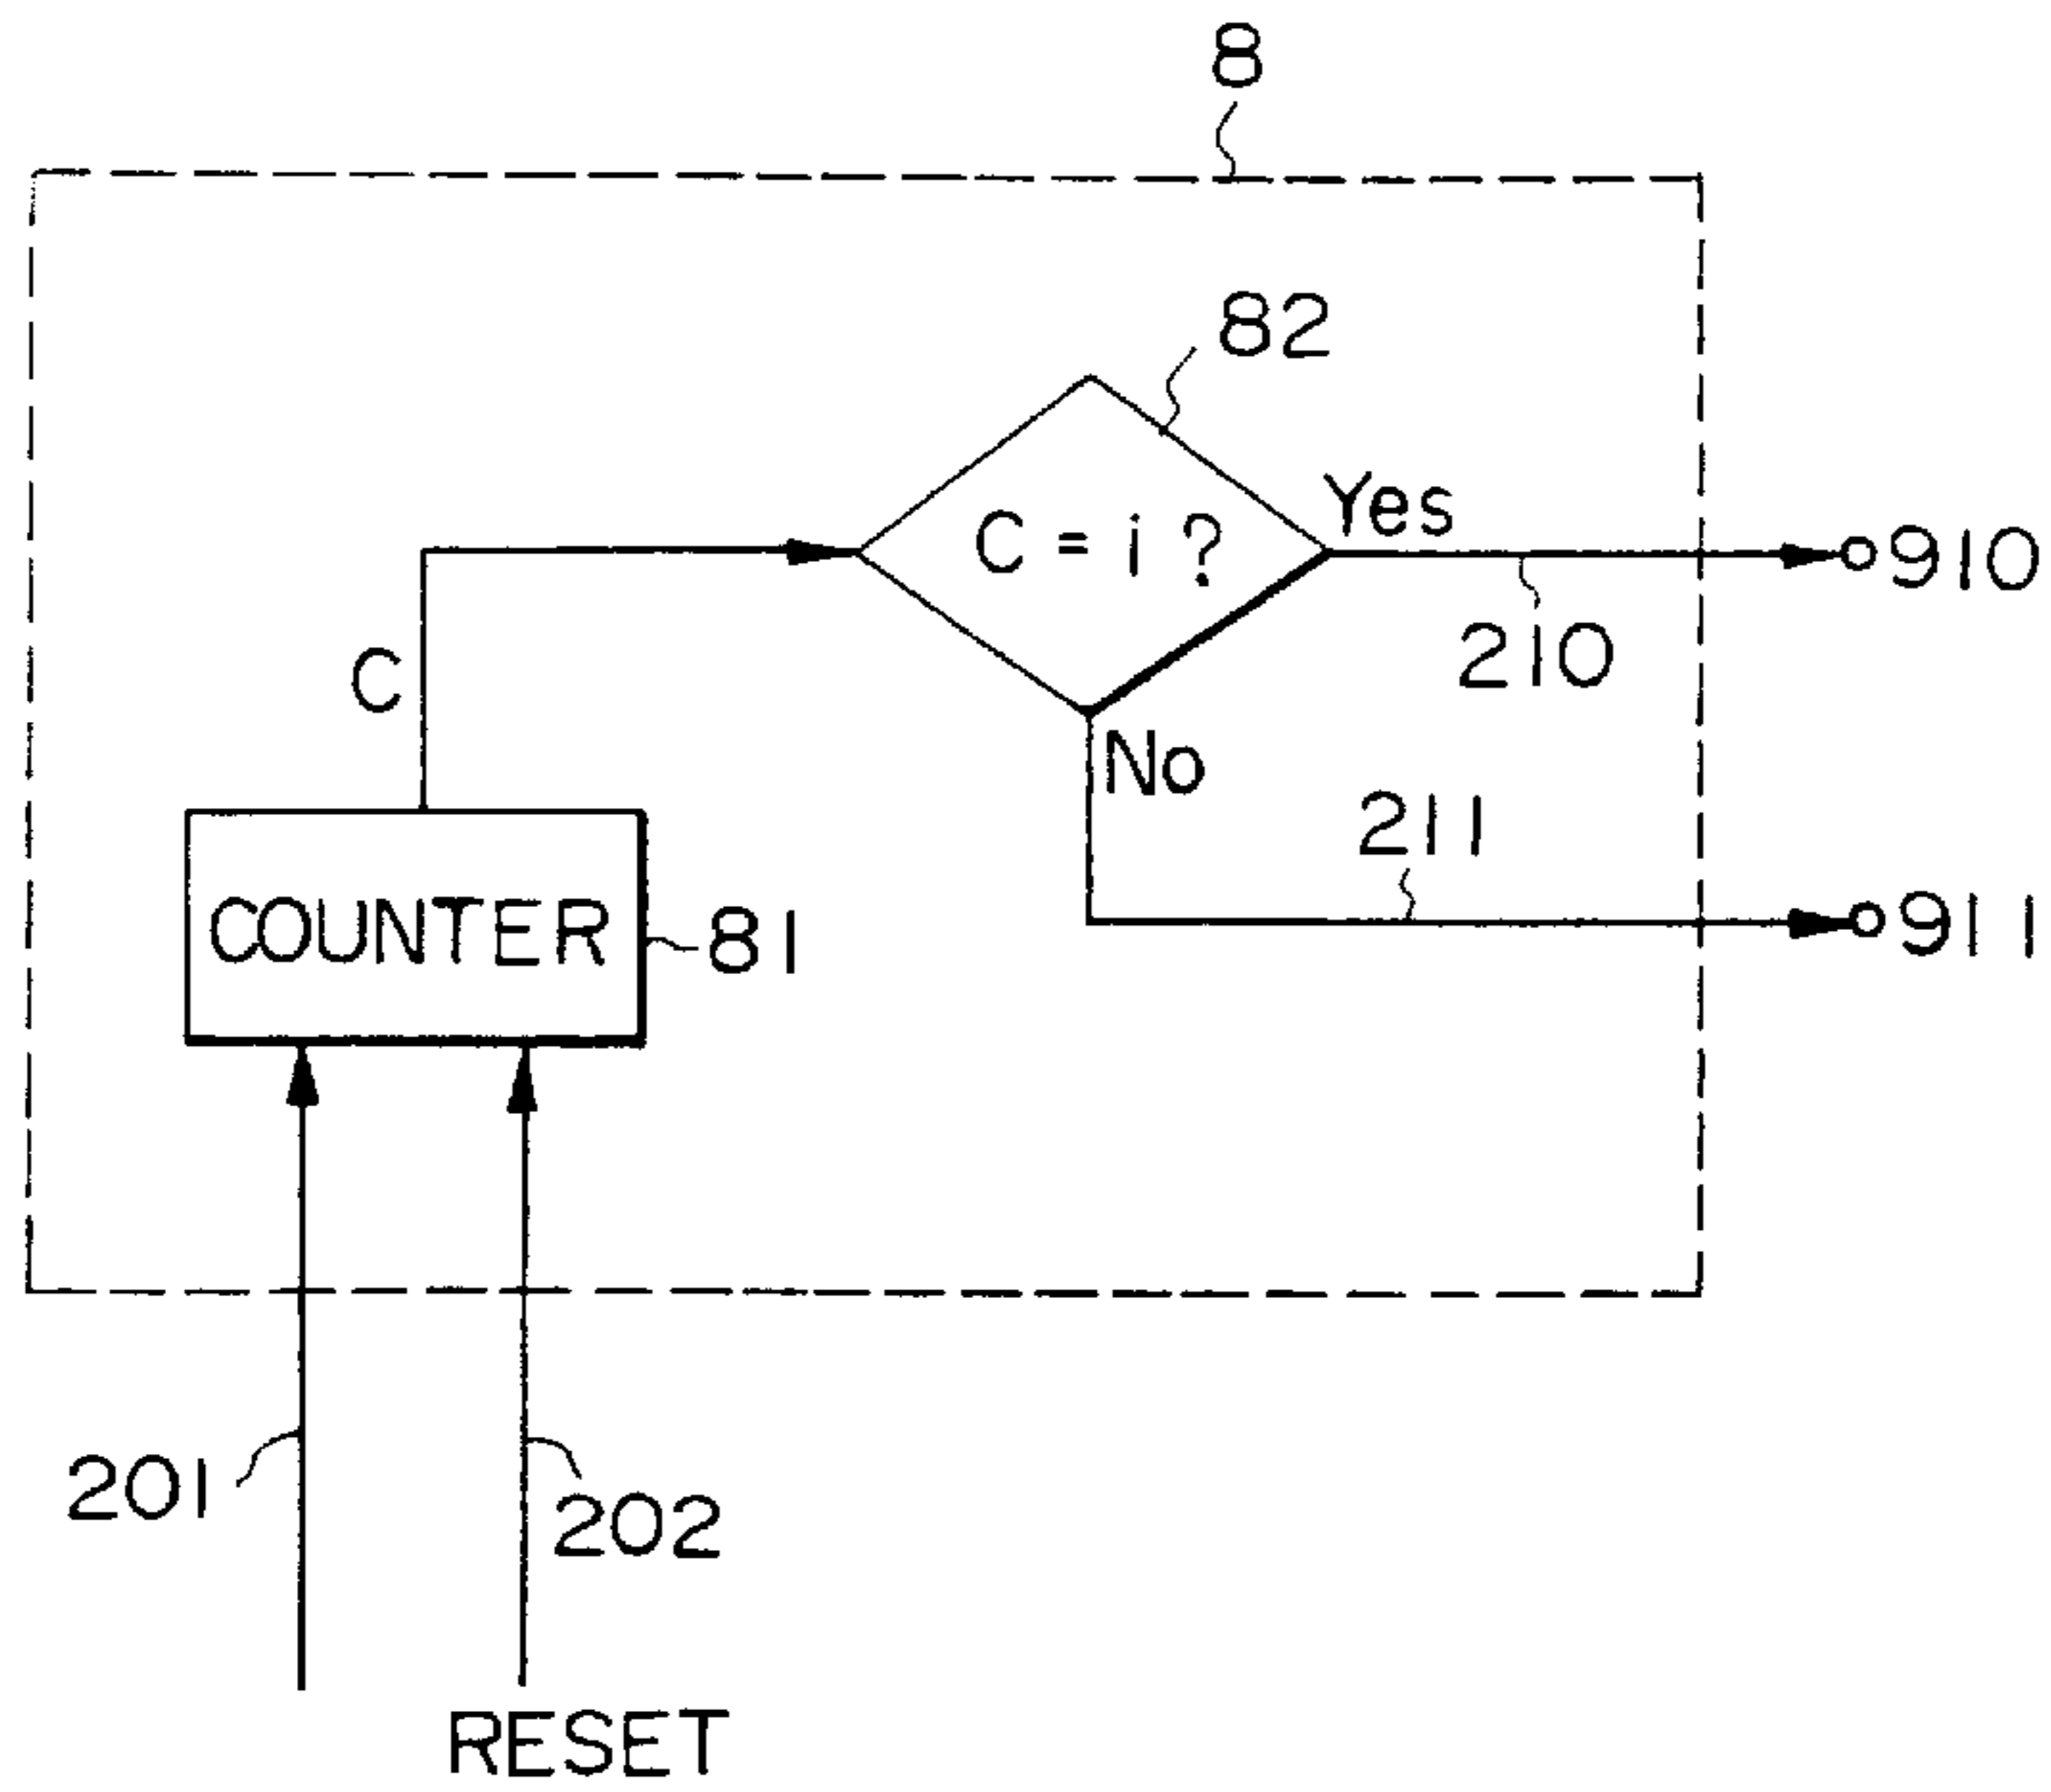 8
82
C = i ?
Yes
910
210
C
No
211
COUNTER
81
911
201
202
RESET